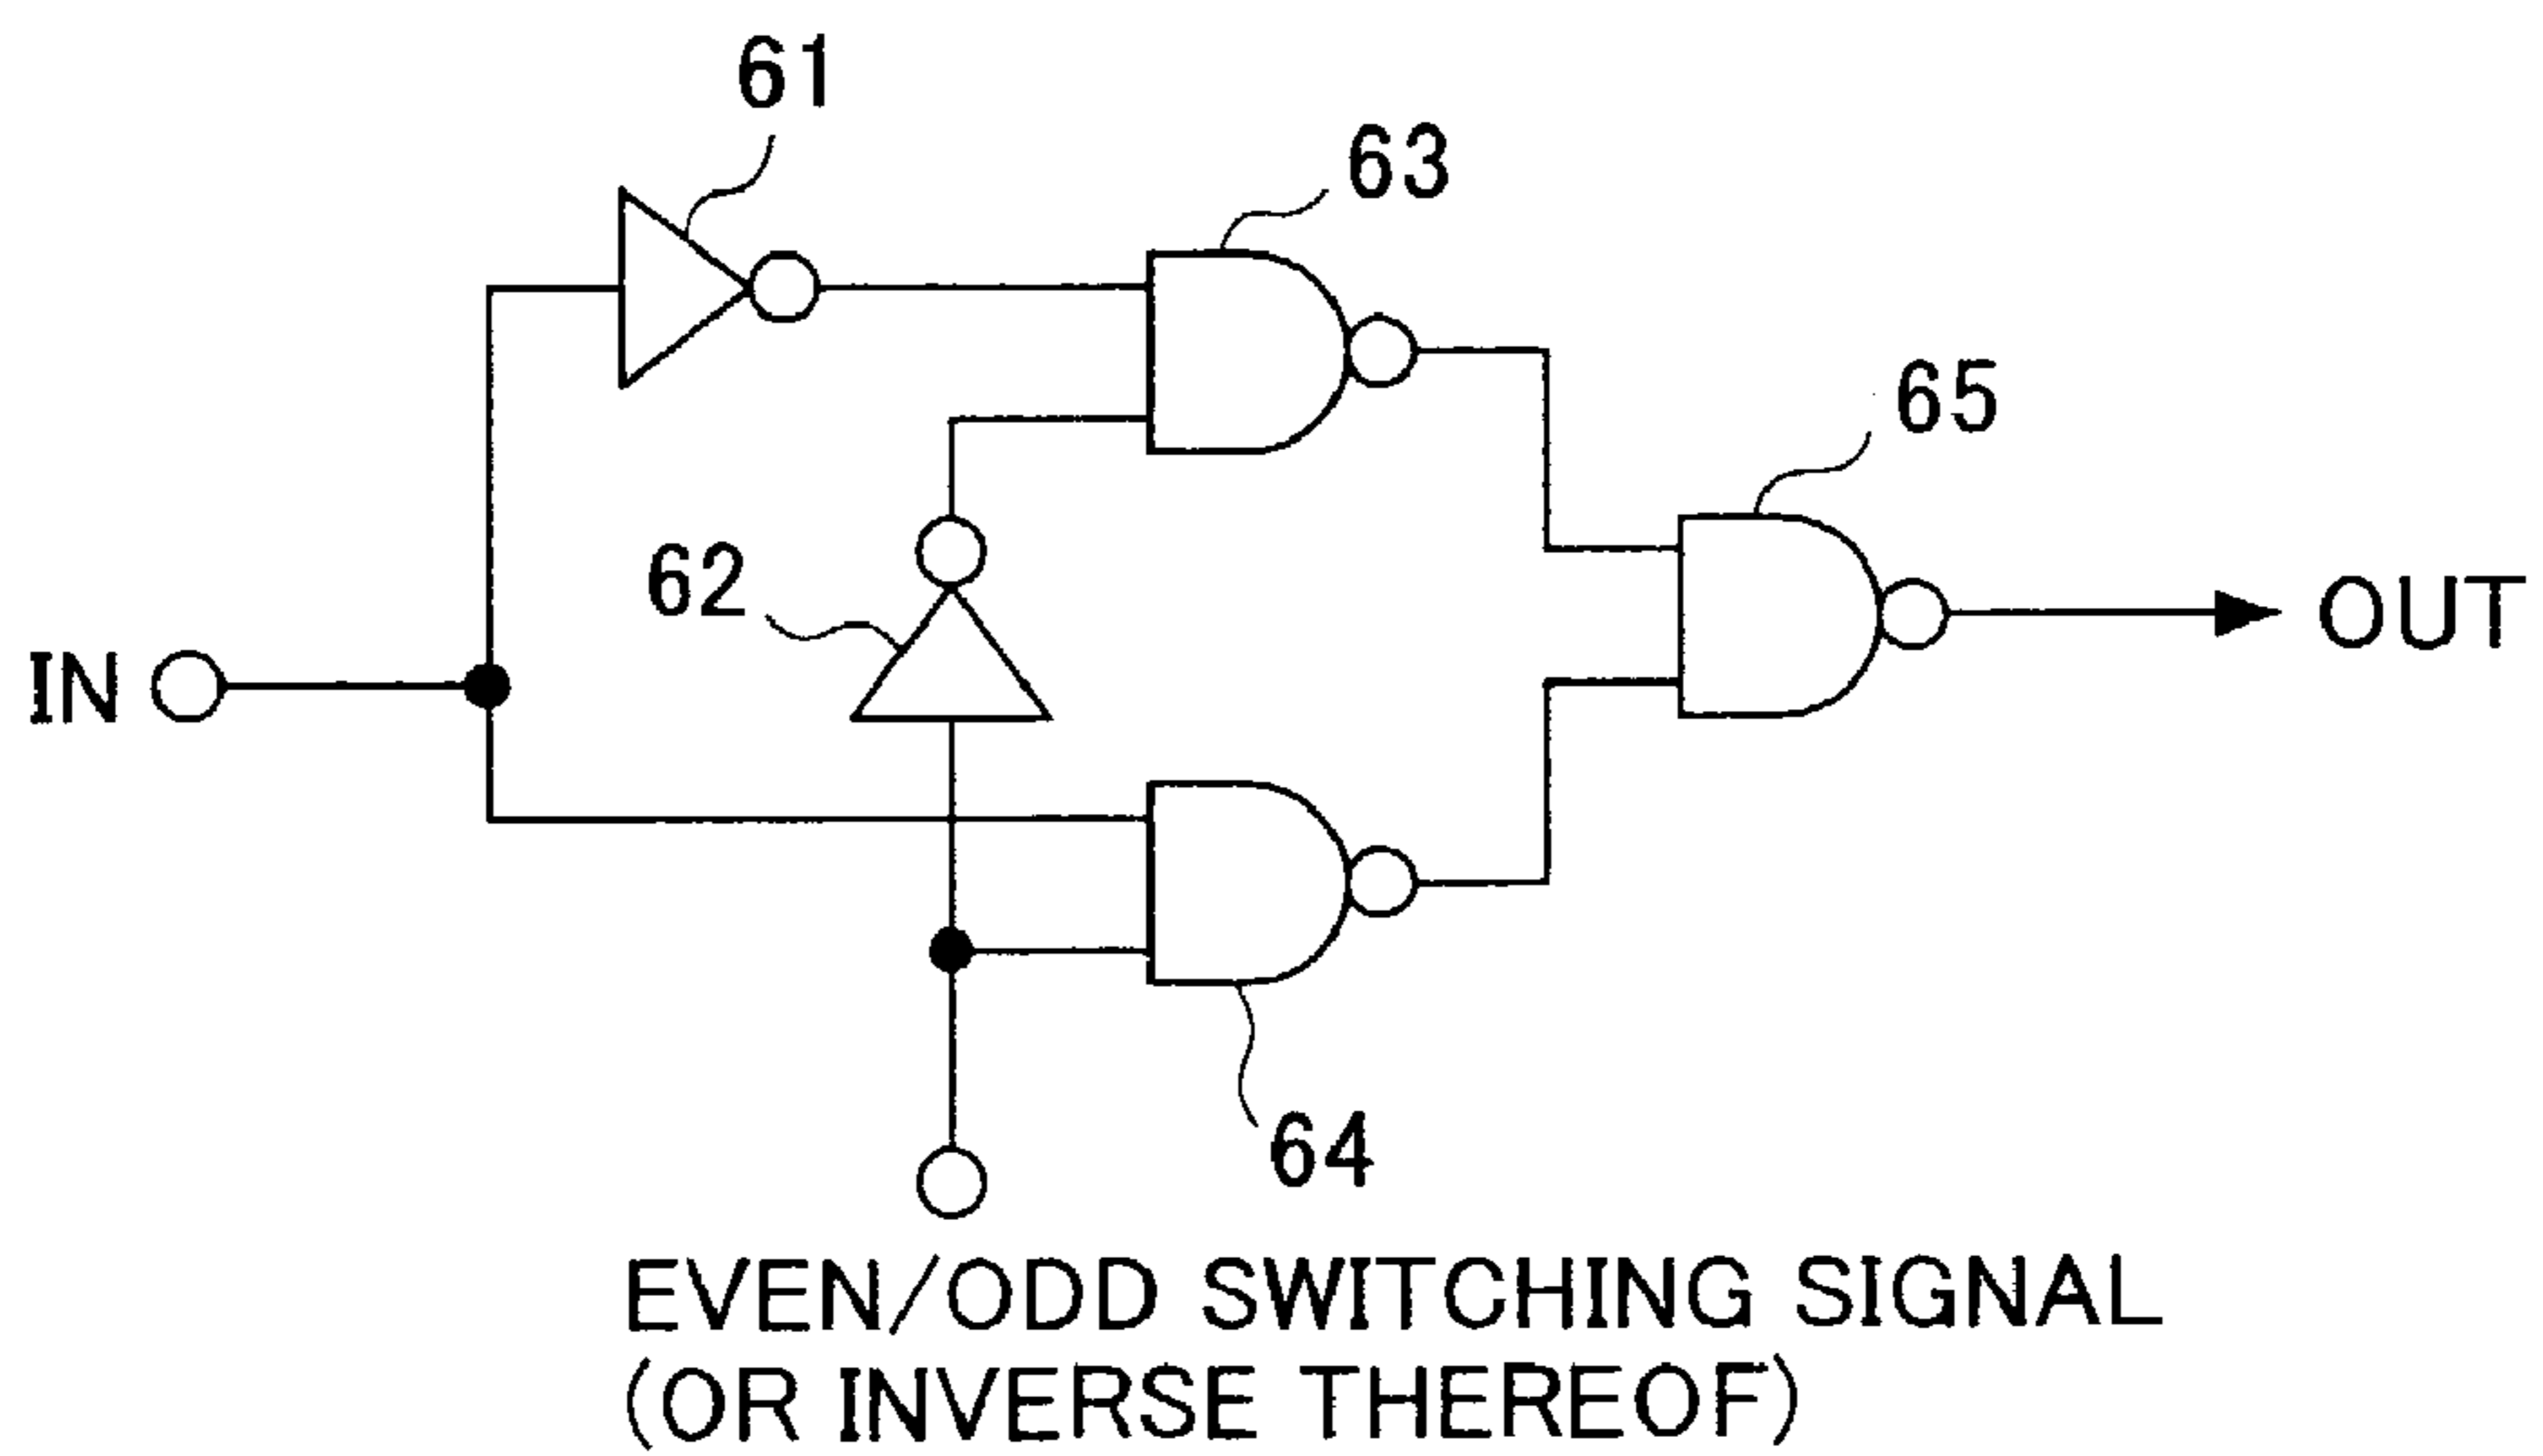 61
63
65
62
IN
OUT
64
EVEN/ODD SWITCHING SIGNAL
(OR INVERSE THEREOF)